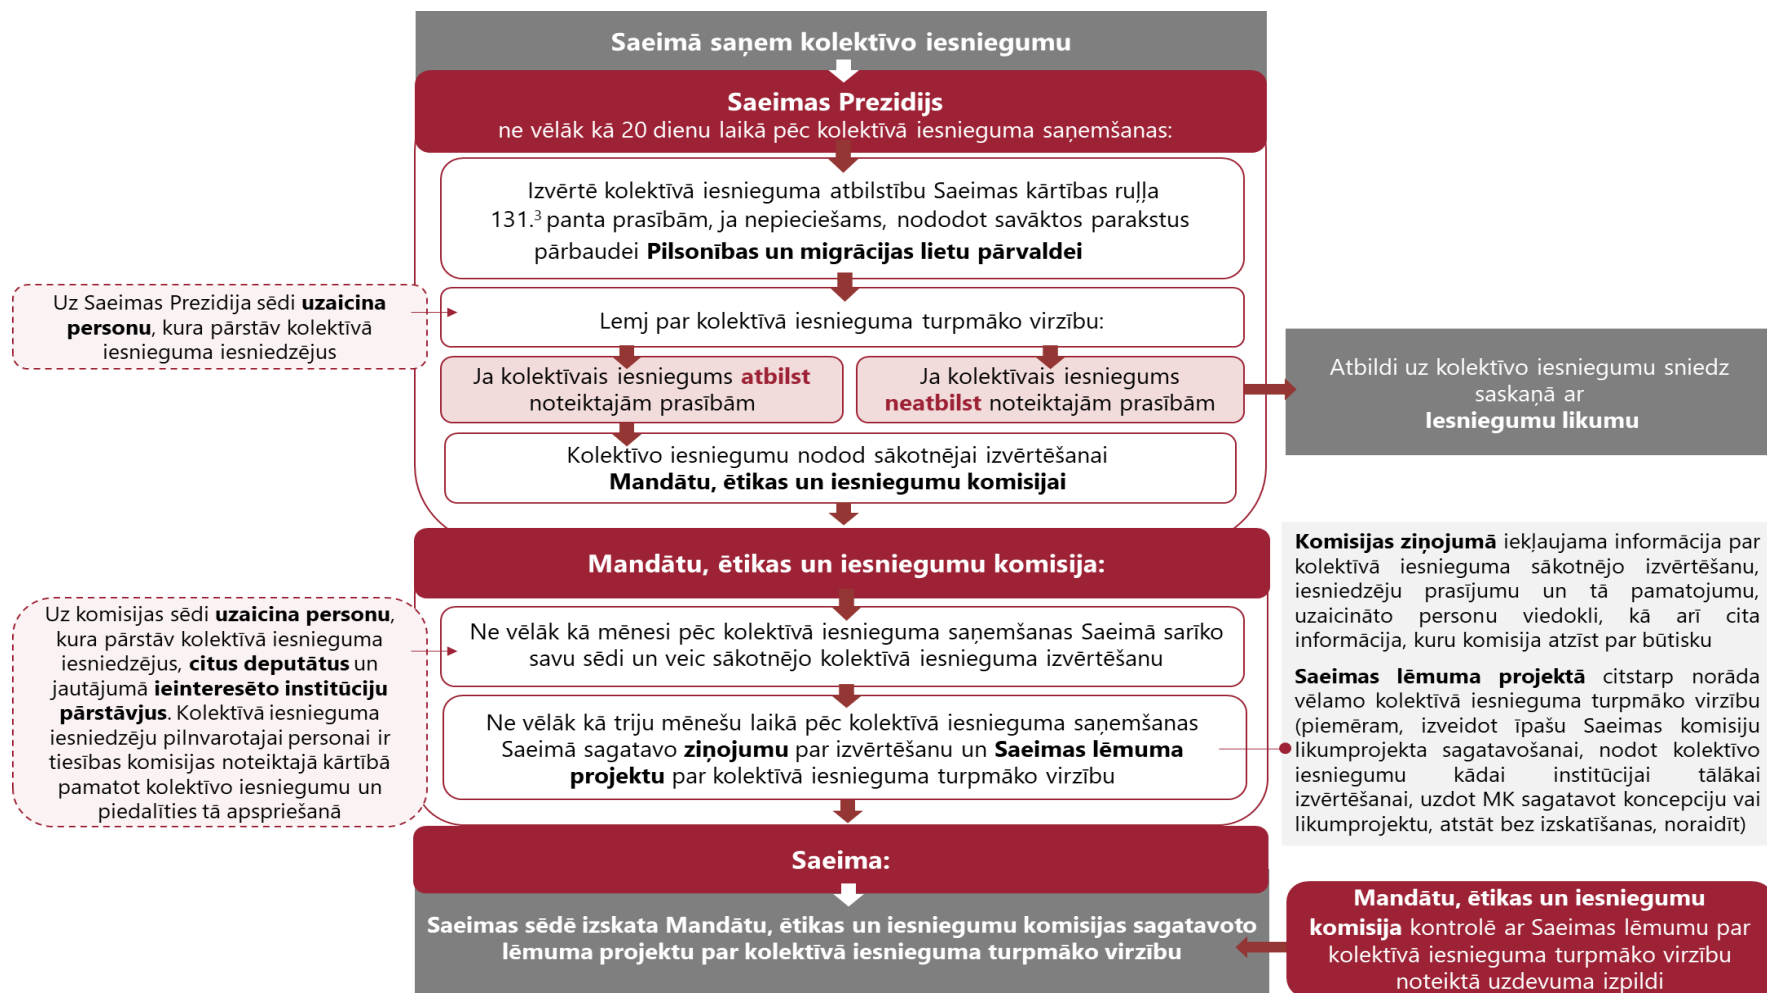 Saeimā saņem kolektīvo iesniegumu
Saeimas Prezidijs
ne vēlāk kā 20 dienu laikā pēc kolektīvā iesnieguma saņemšanas:
Izvērtē kolektīvā iesnieguma atbilstību Saeimas kārtības ruļļa
131.³ panta prasībām, ja nepieciešams, nododot savāktos parakstus
pārbaudei Pilsonības un migrācijas lietu pārvaldei
Uz Saeimas Prezidija sēdi uzaicina
personu, kura pārstāv kolektīvā
iesnieguma iesniedzējus
Lemj par kolektīvā iesnieguma turpmāko virzību:
Ja kolektīvais iesniegums atbilst
noteiktajām prasībām
Ja kolektīvais iesniegums
neatbilst noteiktajām prasībām
Atbildi uz kolektīvo iesniegumu sniedz
saskaņā ar
Iesniegumu likumu
Kolektīvo iesniegumu nodod sākotnējai izvērtēšanai
Mandātu, ētikas un iesniegumu komisijai
Mandātu, ētikas un iesniegumu komisija:
Uz komisijas sēdi uzaicina personu,
kura pārstāv kolektīvā iesnieguma
iesniedzējus, citus deputātus un
jautājumā ieinteresēto institūciju
pārstāvjus. Kolektīvā iesnieguma
iesniedzēju pilnvarotajai personai ir
tiesības komisijas noteiktajā kārtībā
pamatot kolektīvo iesniegumu un
piedalīties tā apspriešanā
Ne vēlāk kā mēnesi pēc kolektīvā iesnieguma saņemšanas Saeimā sarīko
savu sēdi un veic sākotnējo kolektīvā iesnieguma izvērtēšanu
Ne vēlāk kā triju mēnešu laikā pēc kolektīvā iesnieguma saņemšanas
Saeimā sagatavo ziņojumu par izvērtēšanu un Saeimas lēmuma
projektu par kolektīvā iesnieguma turpmāko virzību
Komisijas ziņojumā iekļaujama informācija par
kolektīvā iesnieguma sākotnējo izvērtēšanu,
iesniedzēju prasījumu un tā pamatojumu,
uzaicināto personu viedokli, kā arī cita
informācija, kuru komisija atzīst par būtisku
Saeimas lēmuma projektā citstarp norāda
vēlamo kolektīvā iesnieguma turpmāko virzību
(piemēram, izveidot īpašu Saeimas komisiju
likumprojekta sagatavošanai, nodot kolektīvo
iesniegumu kādai institūcijai tālākai
izvērtēšanai, uzdot MK sagatavot koncepciju vai
likumprojektu, atstāt bez izskatīšanas, noraidīt)
Saeima:
Saeimas sēdē izskata Mandātu, ētikas un iesniegumu komisijas sagatavoto
lēmuma projektu par kolektīvā iesnieguma turpmāko virzību
Mandātu, ētikas un iesniegumu
komisija kontrolē ar Saeimas lēmumu par
kolektīvā iesnieguma turpmāko virzību
noteiktā uzdevuma izpildi